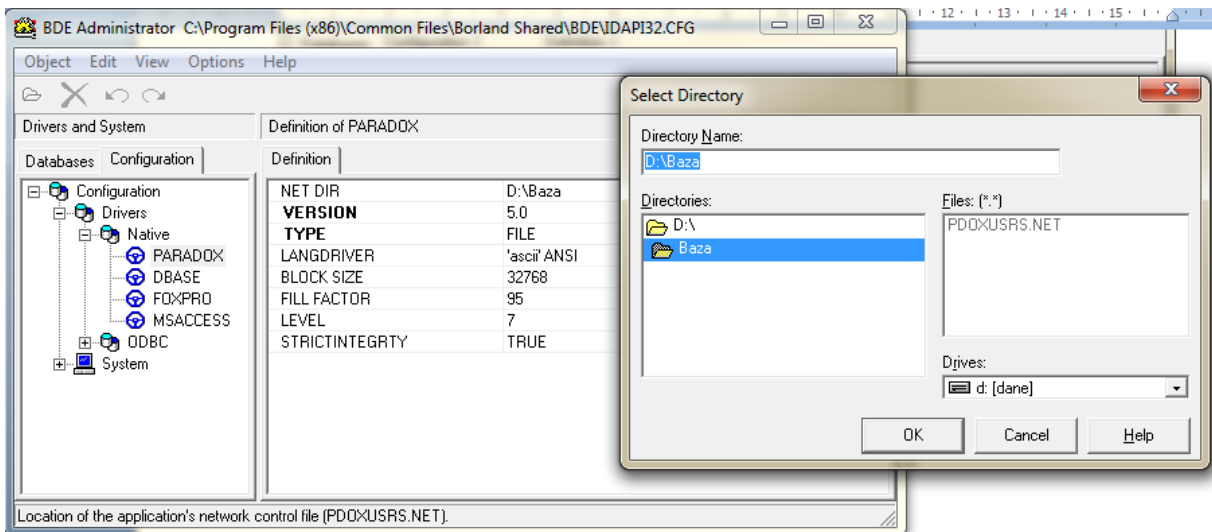 BDE Administrator C:\Program Files (x86)\Common Files\Borland Shared\BDE\IDAPI32.CFG
· 12 · 13 · 14 · 15 ·
Object Edit View Options Help
Drivers and System
Definition of PARADOX
Databases Configuration
Definition
Configuration
Drivers
Native
PARADOX
DBASE
FOXPRO
MSACCESS
ODBC
System
NET DIR D:\Baza
VERSION 5.0
TYPE FILE
LANGDRIVER 'ascii' ANSI
BLOCK SIZE 32768
FILL FACTOR 95
LEVEL 7
STRICTINTEGRTY TRUE
Location of the application's network control file (PDOXUSRS.NET).
Select Directory
Directory Name:
D:\Baza
Directories:
D:\
Baza
Files: (*.*)
PDOXUSRS.NET
Drives:
d: [dane]
OK Cancel Help